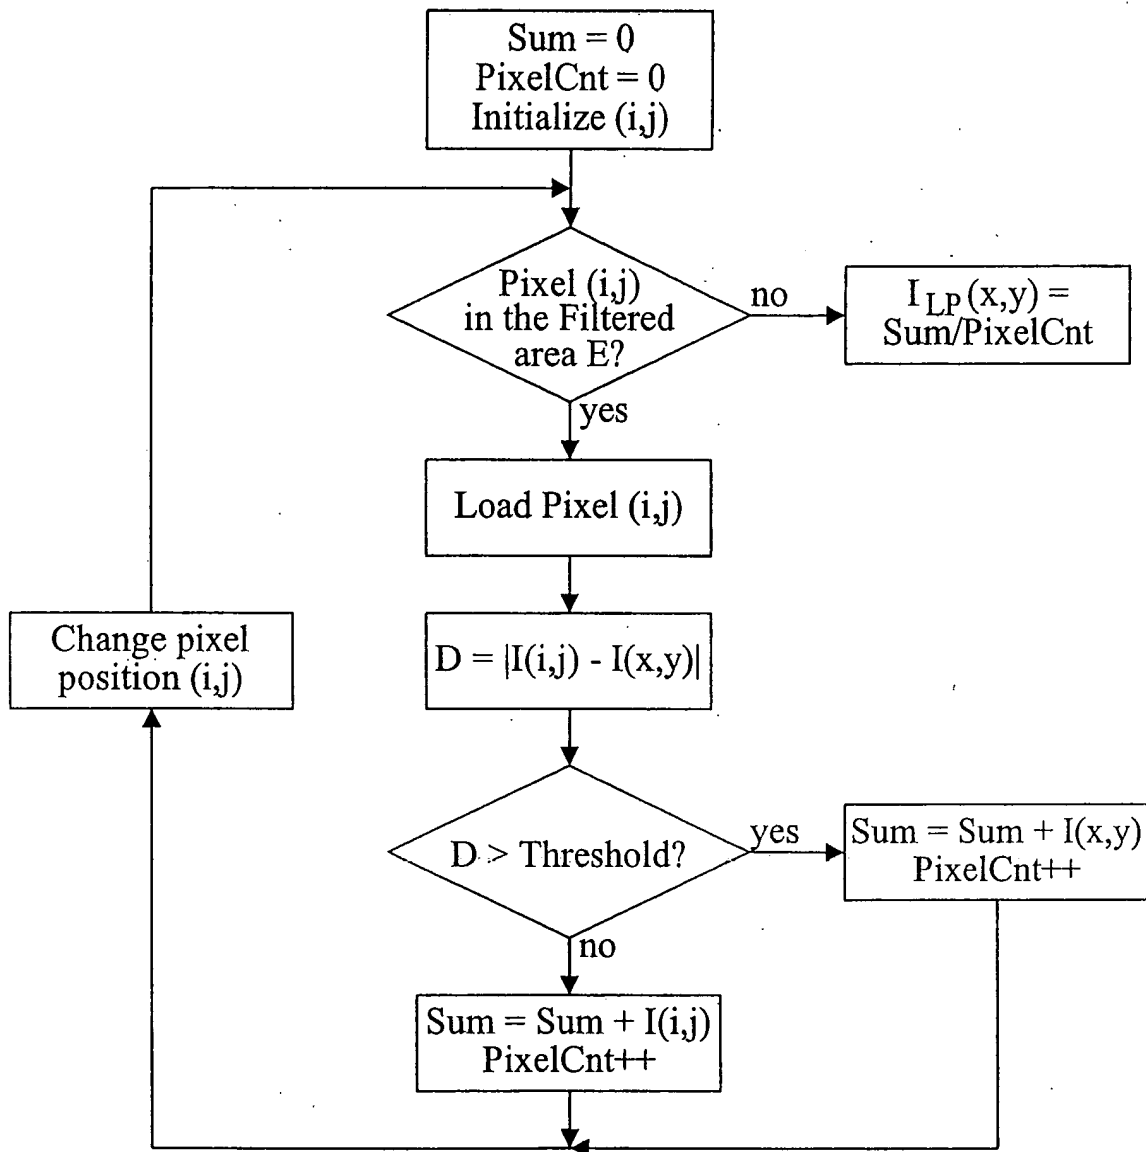 Sum = 0
PixelCnt = 0
Initialize (i,j)
Pixel (i,j)
in the Filtered
area E?
no
I LP (x,y) =
Sum/PixelCnt
yes
Load Pixel (i,j)
Change pixel
position (i,j)
D = |I(i,j) - I(x,y)|
D > Threshold?
yes
Sum = Sum + I(x,y)
PixelCnt++
no
Sum = Sum + I(i,j)
PixelCnt++